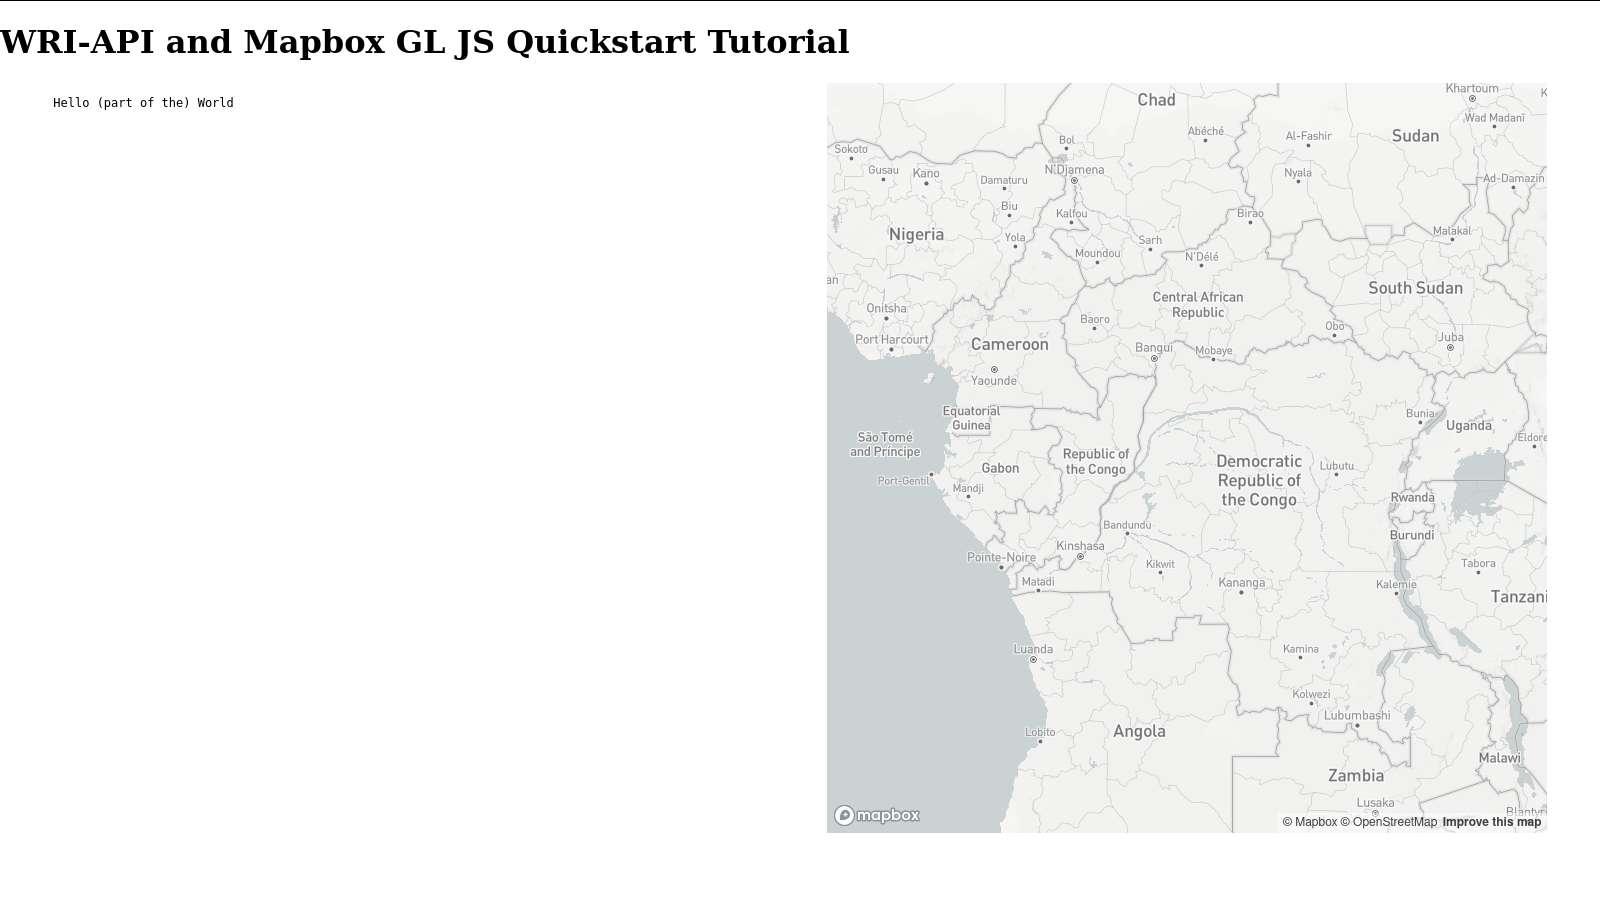 WRI-API and Mapbox GL JS Quickstart Tutorial
Hello (part of the) World
Khartoum
Chad
Wad Madani
Abéché
Al-Fashir
Sudan
Bol
Sokoto
Gusau
Kano
N'Djamena
Nyala
Damaturu
Ad-Damazin
Biu
Kalfou
Birao
Nigeria
Yola
Sarh
Malakal
Moundou
N'Délé
an
South Sudan
Central African
Republic
Onitsha
Baoro
Obo
Port Harcourt
Cameroon
Bangui
Mobaye
Juba
Yaounde
Equatorial
Guinea
Bunia
Uganda
São Tomé
and Príncipe
Eldore
Republic of
the Congo
Democratic
Republic of
the Congo
Gabon
Lubutu
Port-Gentil
Mandji
Rwanda
Bandundu
Burundi
Kinshasa
Pointe-Noire
Kikwit
Tabora
Matadi
Kananga
Kalemie
Tanzani
Luanda
Kamina
Kolwezi
Lubumbashi
Lobito
Angola
Malawi
Zambia
Lusaka
Blantyr
mapbox
© Mapbox © OpenStreetMap Improve this map